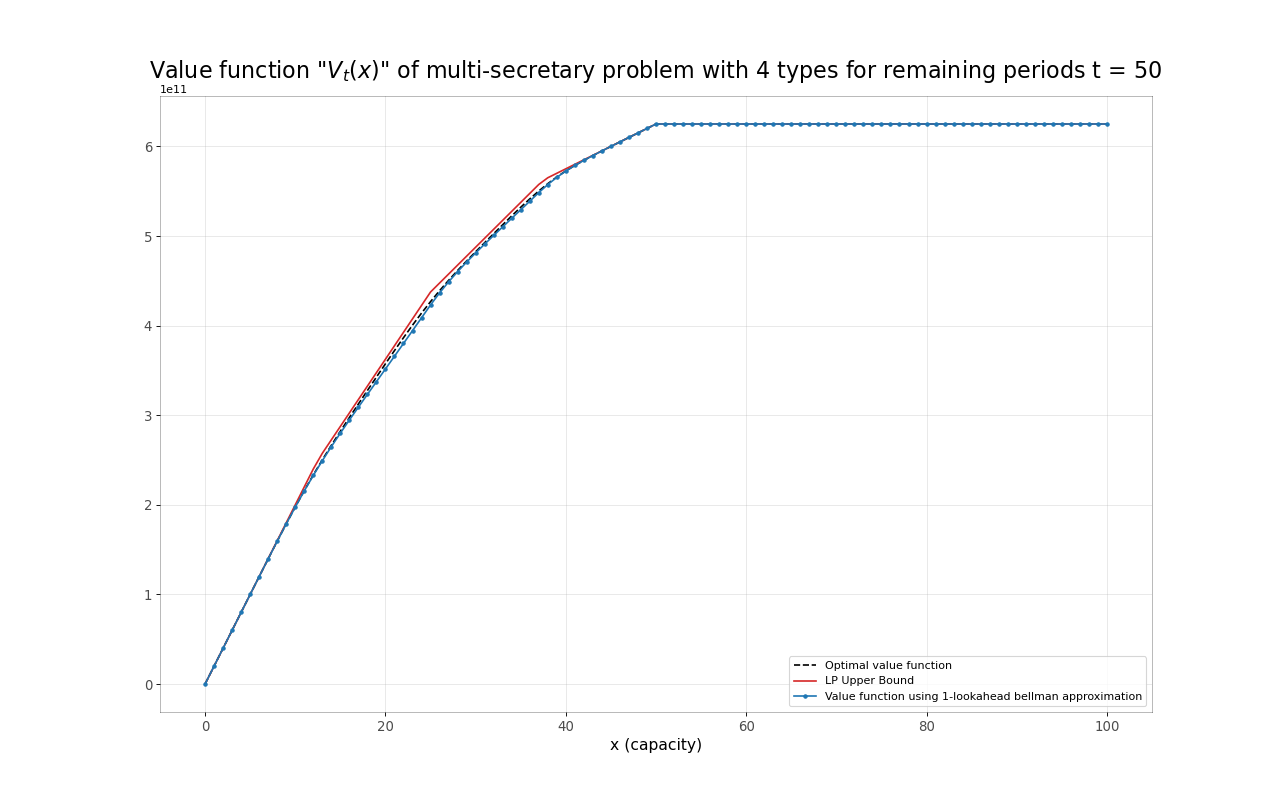 Value function "V_t(x)" of multi-secretary problem with 4 types for remaining periods t = 50
1e11
6
5
4
3
2
1
0
0 20 40 60 80 100
x (capacity)
Optimal value function
LP Upper Bound
Value function using 1-lookahead bellman approximation